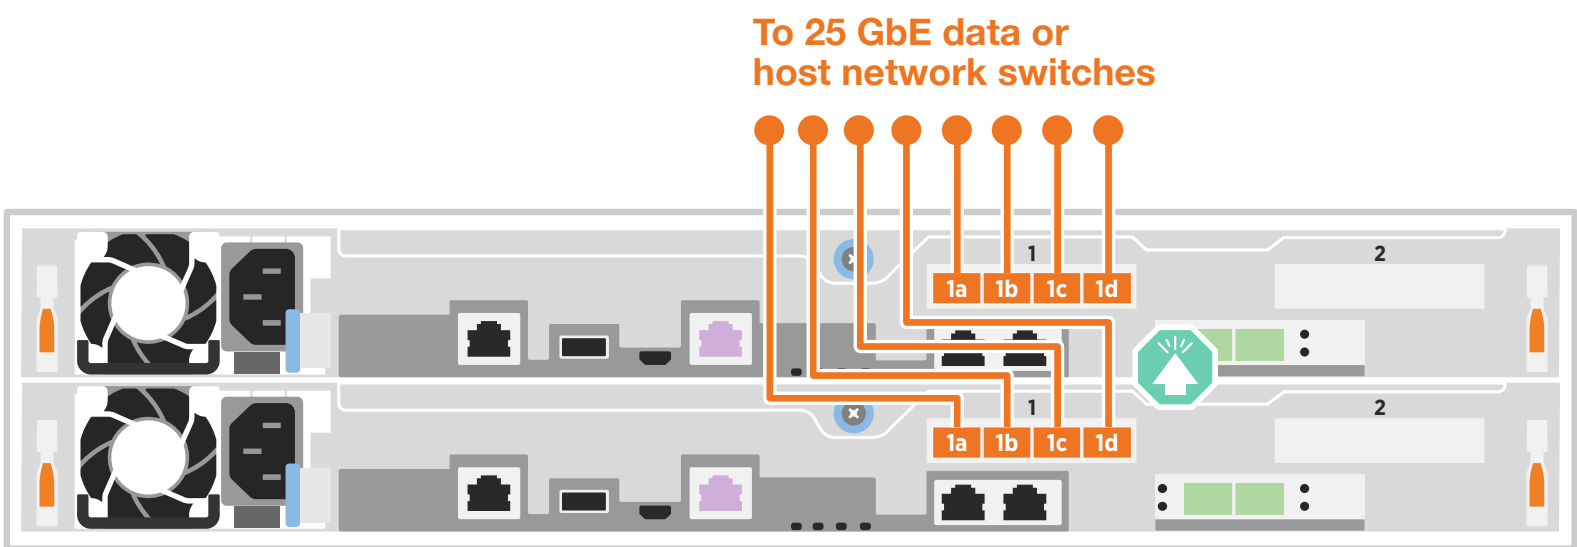 To 25 GbE data or
host network switches
1 2
1a 1b 1c 1d
1 2
1a 1b 1c 1d